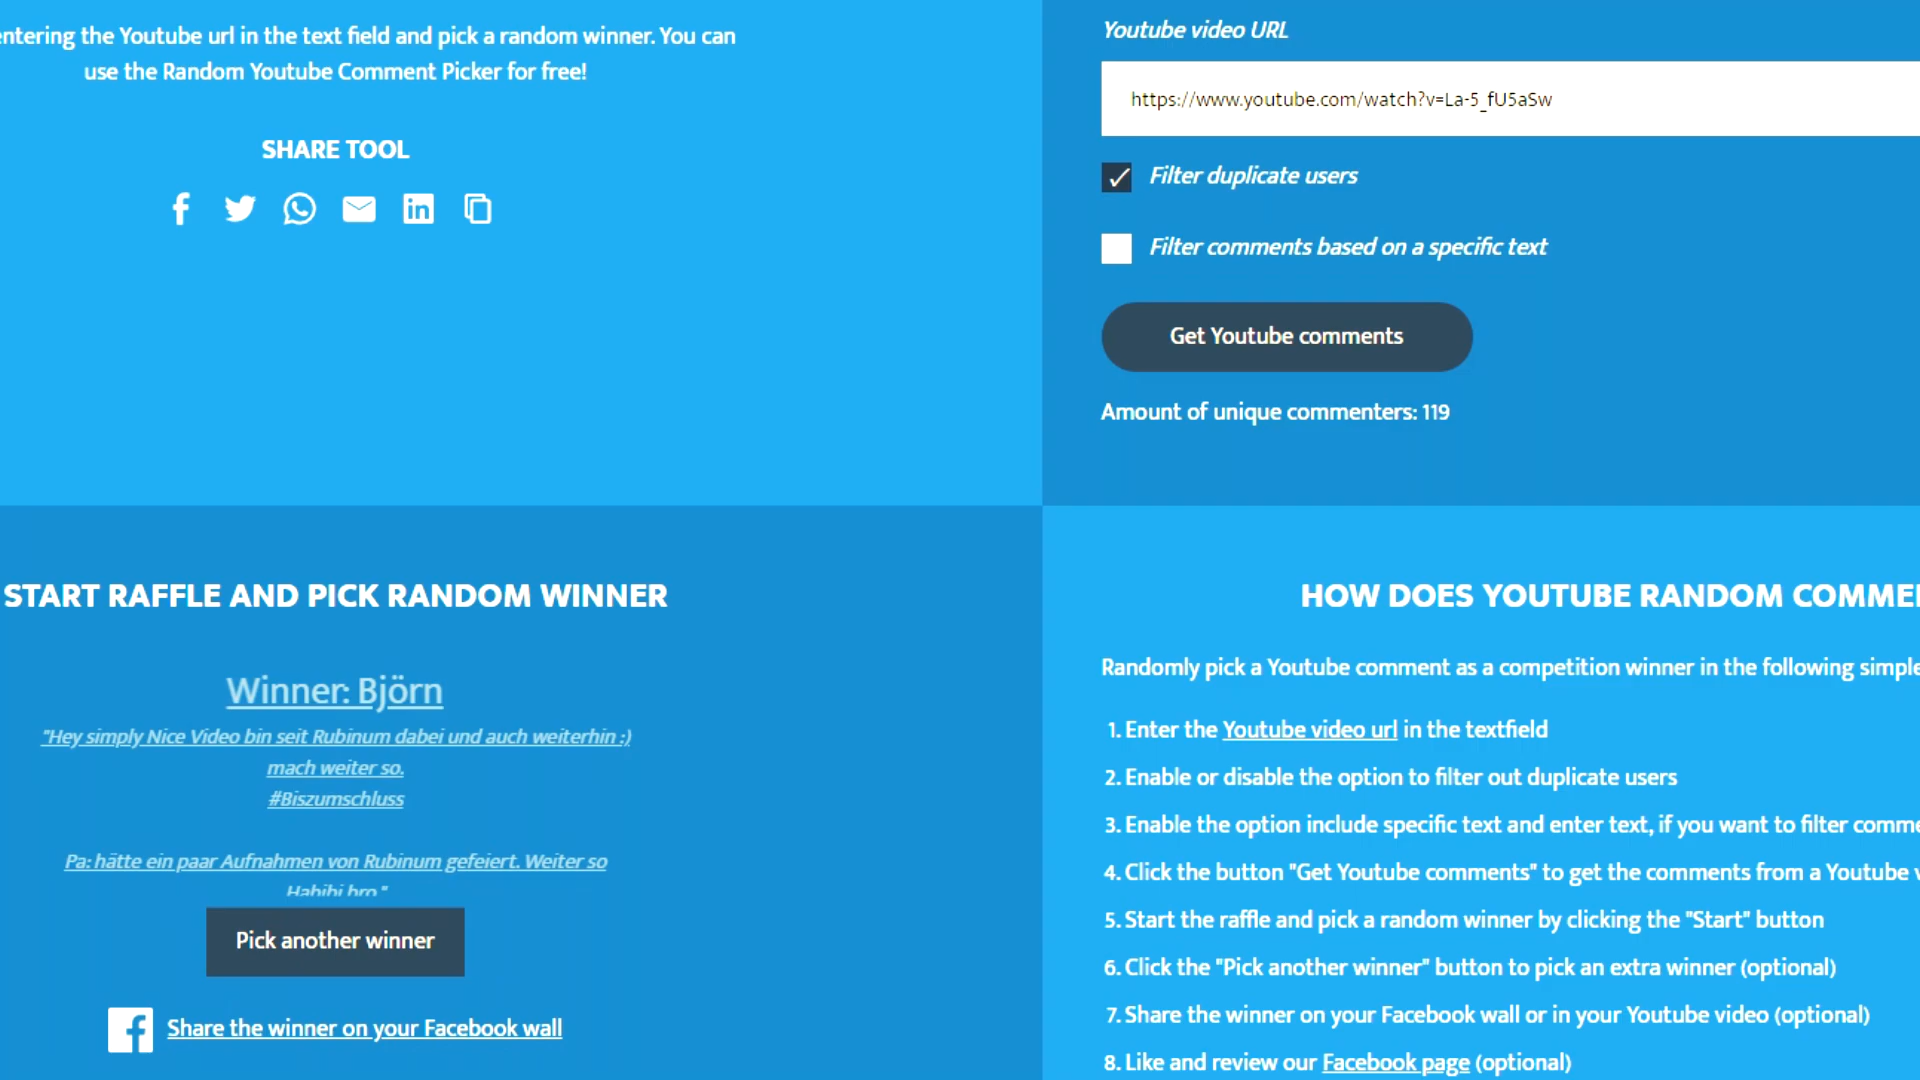 entering the Youtube url in the text field and pick a random winner. You can
use the Random Youtube Comment Picker for free!
SHARE TOOL
Youtube video URL
https://www.youtube.com/watch?v=La-5_fU5aSw
Filter duplicate users
Filter comments based on a specific text
Get Youtube comments
Amount of unique commenters: 119
START RAFFLE AND PICK RANDOM WINNER
Winner: Björn
"Hey simply Nice Video bin seit Rubinum dabei und auch weiterhin :)
mach weiter so.
#Biszumschluss
Pa: hätte ein paar Aufnahmen von Rubinum gefeiert. Weiter so
Habibi bro."
Pick another winner
Share the winner on your Facebook wall
HOW DOES YOUTUBE RANDOM COMME
Randomly pick a Youtube comment as a competition winner in the following simple
1. Enter the Youtube video url in the textfield
2. Enable or disable the option to filter out duplicate users
3. Enable the option include specific text and enter text, if you want to filter comme
4. Click the button "Get Youtube comments" to get the comments from a Youtube v
5. Start the raffle and pick a random winner by clicking the "Start" button
6. Click the "Pick another winner" button to pick an extra winner (optional)
7. Share the winner on your Facebook wall or in your Youtube video (optional)
8. Like and review our Facebook page (optional)